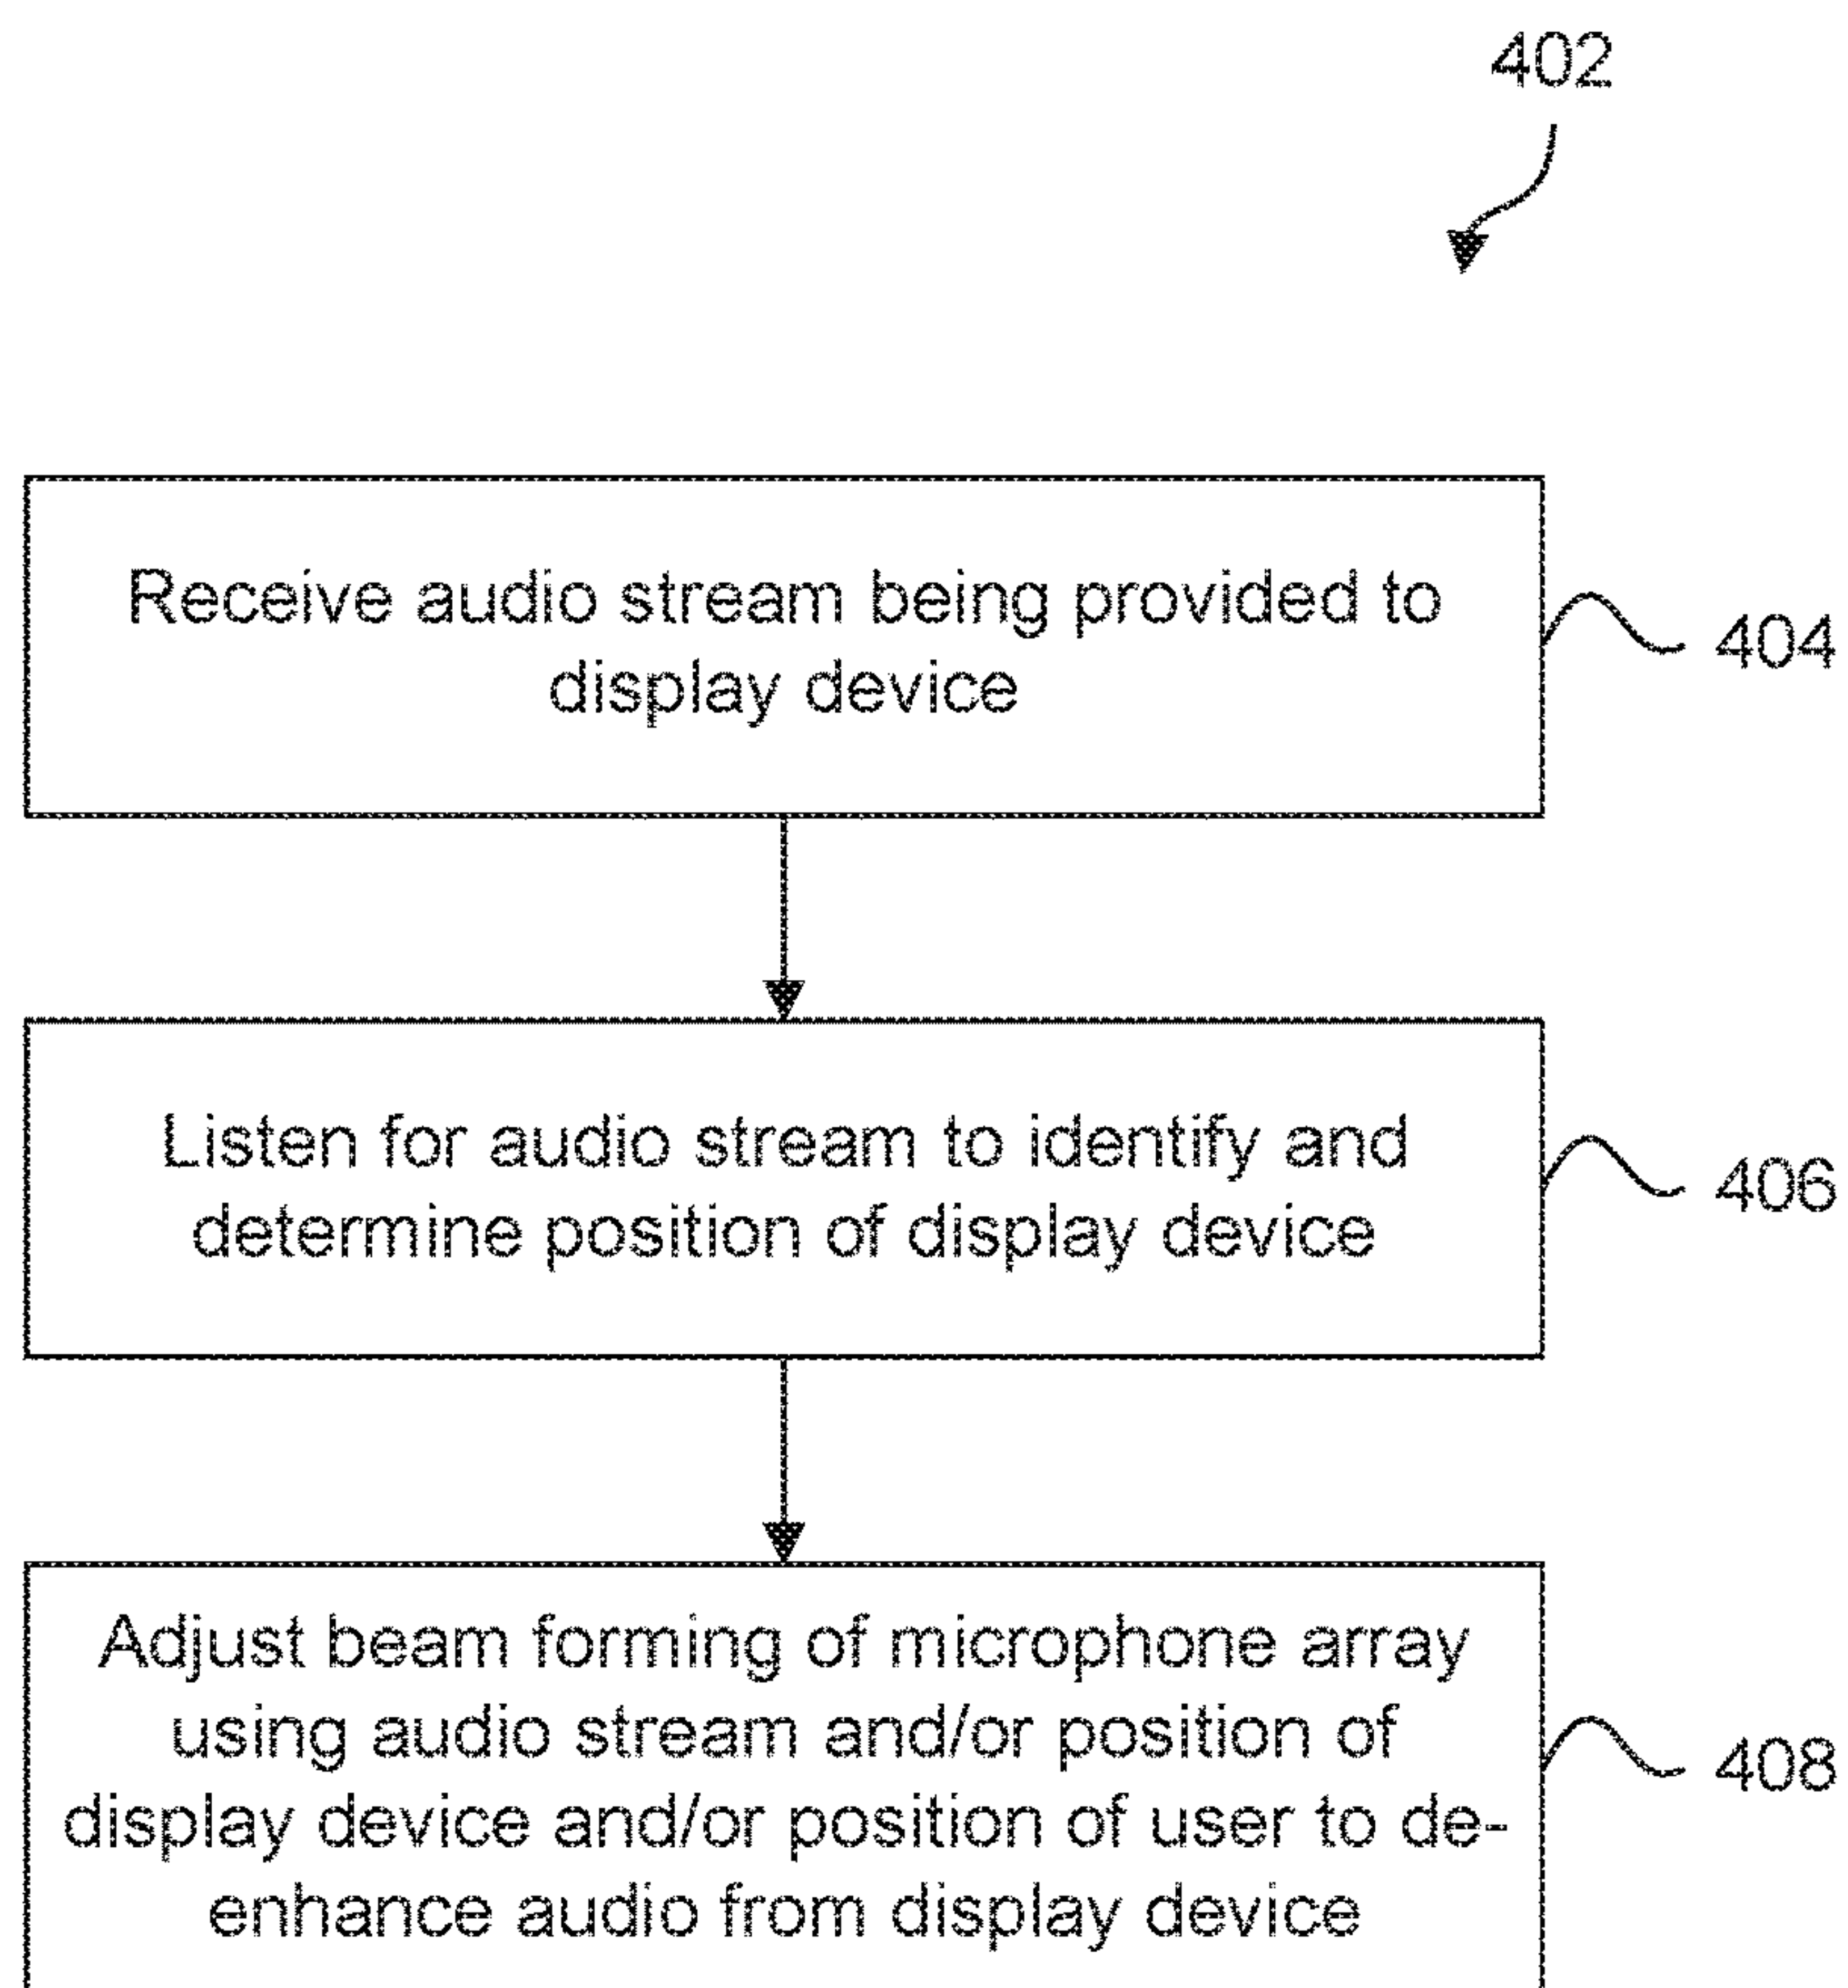 402
Receive audio stream being provided to
display device
404
Listen for audio stream to identify and
determine position of display device
406
Adjust beam forming of microphone array
using audio stream and/or position of
display device and/or position of user to de-
enhance audio from display device
408